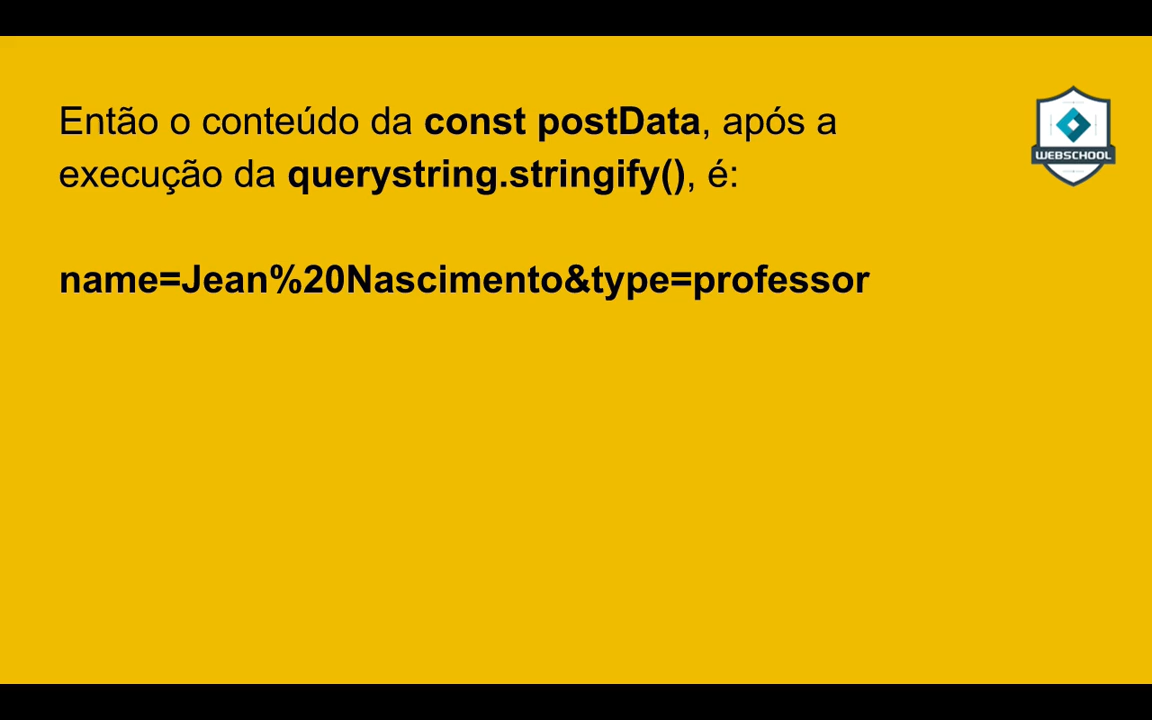 Então o conteúdo da const postData, após a
execução da querystring.stringify(), é:
name=Jean%20Nascimento&type=professor
WEBSCHOOL